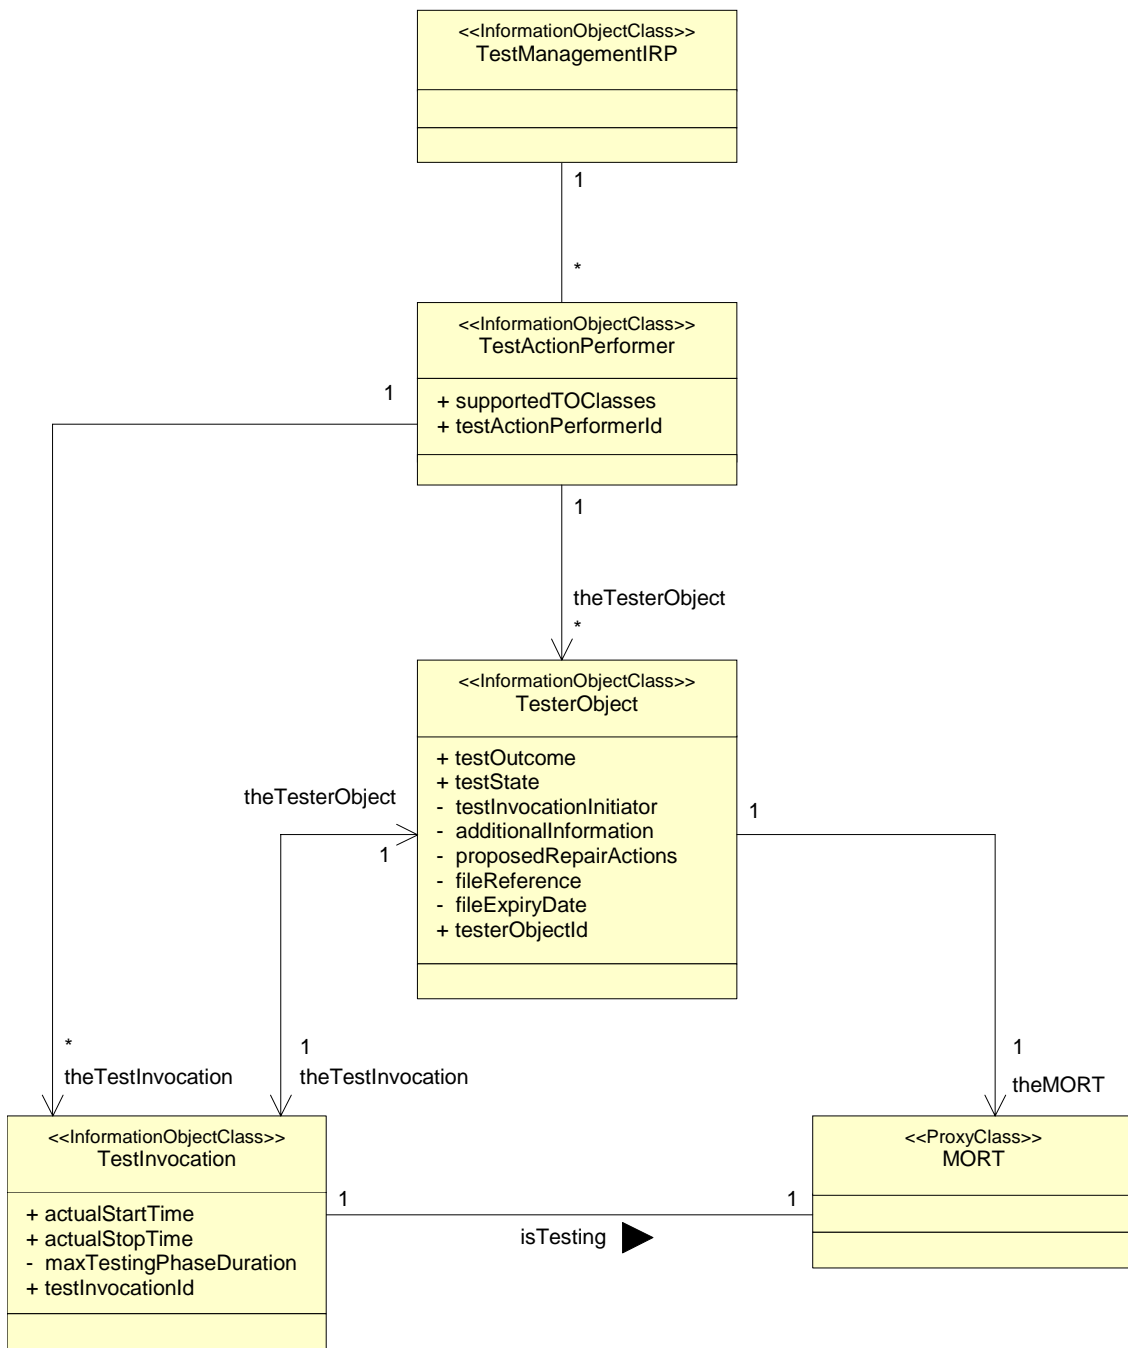 <<InformationObjectClass>>
TestManagementIRP
1
*
<<InformationObjectClass>>
TestActionPerformer
+ supportedTOClasses
+ testActionPerformerId
1
1
theTesterObject
*
<<InformationObjectClass>>
TesterObject
+ testOutcome
+ testState
- testInvocationInitiator
- additionalInformation
- proposedRepairActions
- fileReference
- fileExpiryDate
+ testerObjectId
theTesterObject
1
1
*
theTestInvocation
1
theTestInvocation
1
theMORT
<<InformationObjectClass>>
TestInvocation
+ actualStartTime
+ actualStopTime
- maxTestingPhaseDuration
+ testInvocationId
1
isTesting
1
<<ProxyClass>>
MORT